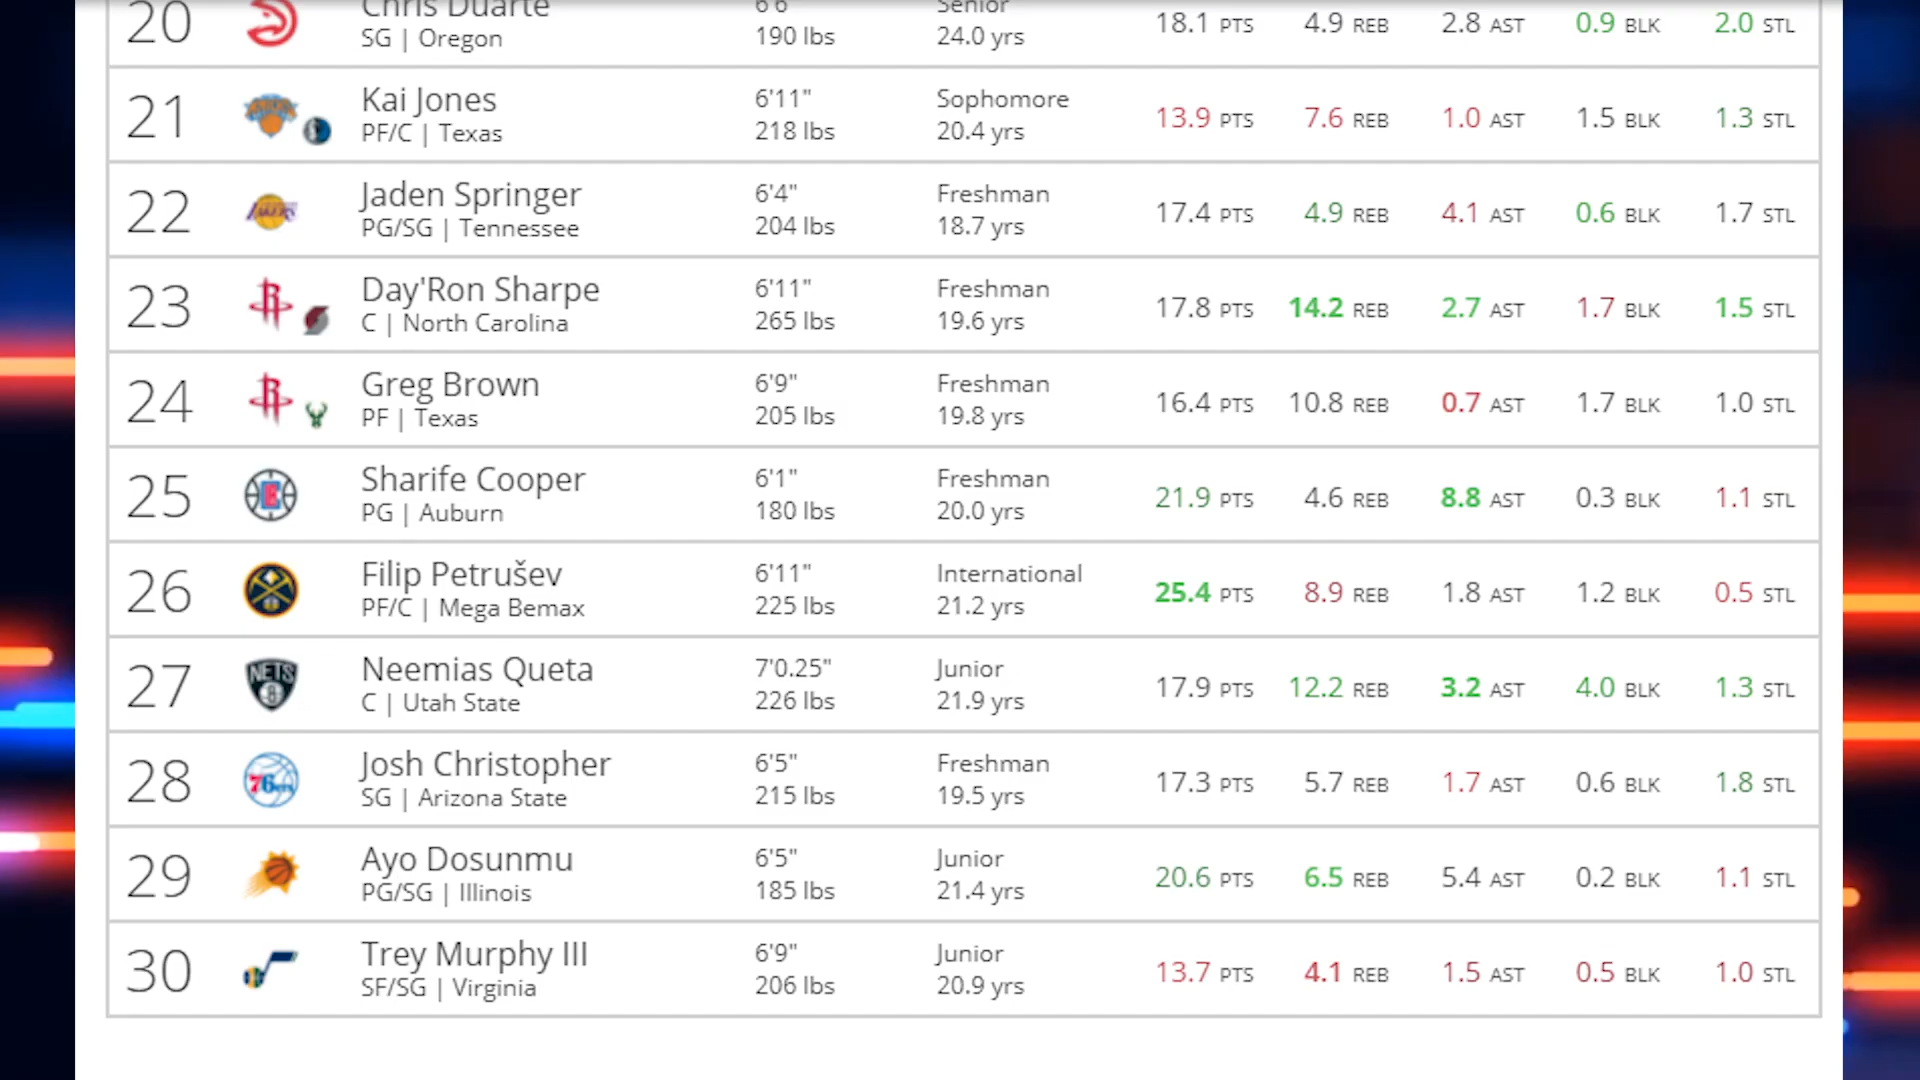 20 Chris Duarte 6'6" Senior 18.1 PTS 4.9 REB 2.8 AST 0.9 BLK 2.0 STL
SG | Oregon 190 lbs 24.0 yrs
21 Kai Jones 6'11" Sophomore 13.9 PTS 7.6 REB 1.0 AST 1.5 BLK 1.3 STL
PF/C | Texas 218 lbs 20.4 yrs
22 LAKERS Jaden Springer 6'4" Freshman 17.4 PTS 4.9 REB 4.1 AST 0.6 BLK 1.7 STL
PG/SG | Tennessee 204 lbs 18.7 yrs
23 R Day'Ron Sharpe 6'11" Freshman 17.8 PTS 14.2 REB 2.7 AST 1.7 BLK 1.5 STL
C | North Carolina 265 lbs 19.6 yrs
24 R Greg Brown 6'9" Freshman 16.4 PTS 10.8 REB 0.7 AST 1.7 BLK 1.0 STL
PF | Texas 205 lbs 19.8 yrs
25 Sharife Cooper 6'1" Freshman 21.9 PTS 4.6 REB 8.8 AST 0.3 BLK 1.1 STL
PG | Auburn 180 lbs 20.0 yrs
26 Filip Petrušev 6'11" International 25.4 PTS 8.9 REB 1.8 AST 1.2 BLK 0.5 STL
PF/C | Mega Bemax 225 lbs 21.2 yrs
27 NETS B Neemias Queta 7'0.25" Junior 17.9 PTS 12.2 REB 3.2 AST 4.0 BLK 1.3 STL
C | Utah State 226 lbs 21.9 yrs
28 76ers Josh Christopher 6'5" Freshman 17.3 PTS 5.7 REB 1.7 AST 0.6 BLK 1.8 STL
SG | Arizona State 215 lbs 19.5 yrs
29 Ayo Dosunmu 6'5" Junior 20.6 PTS 6.5 REB 5.4 AST 0.2 BLK 1.1 STL
PG/SG | Illinois 185 lbs 21.4 yrs
30 Trey Murphy III 6'9" Junior 13.7 PTS 4.1 REB 1.5 AST 0.5 BLK 1.0 STL
SF/SG | Virginia 206 lbs 20.9 yrs